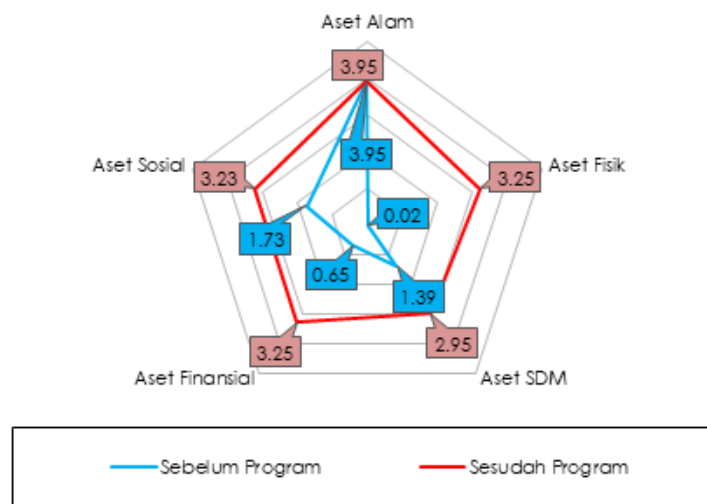 Aset Alam
3.95
3.95
Aset Sosial
Aset Fisik
3.23
3.25
0.02
1.73
0.65
1.39
3.25
2.95
Aset Finansial
Aset SDM
Sebelum Program
Sesudah Program